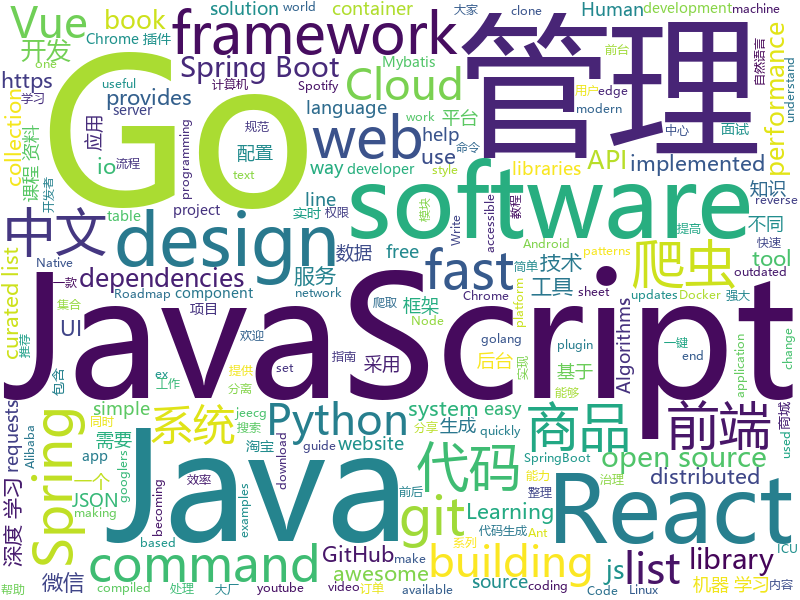 solution world
container
development machine
Vue book
Chrome 插件 Human clone
Mybatis 大家 前台 自然语言
开发
framework 管理
Go
https
Spring Boot Cloud
计算机 one Spotify
useful
collection
provides
server
学习
performance
应用 programming
language
web
用户 edge
modern
understand
课程 资料
io 规范
配置
流程 text
way developer
work 中心 命令
help 平台 面试
use API implemented
libraries
开发者
line style
project
table 实时 权限
模块 Write accessible 教程
知识
reverse
中文 design software
free
Android 提高
不同
快速
数据
Native
curated list
一款
dependencies
服务
fast 技术
patterns 爬虫
简单
tool
outdated
Roadmap component
network 爬取 Chrome
工具
platform
updates Docker 强大
集合
UI
项目
框架
Node
sheet
推荐
JavaScript
包含
欢迎
指南 采用
golang
plugin 一键
后台 实现 基于
Algorithms
end application
set
提供
ex
工作
分离
requests
Spring
simple
需要
系统 Python
jeecg
搜索
system easy
生成
website
分享 quickly
商品 前端
change
used 商城
Alibaba
同时
app
淘宝
guide
download
代码
SpringBoot
能够
open source
Java React
深度 学习
一个
JSON
googlers
效率
examples
前后
git
Learning
能力
整理
distributed
治理
making
becoming
command
GitHub
awesome
building
js
代码生成 Ant
list library
ICU
compiled 处理 大厂
微信
based
youtube
video
make
available
source
系列
coding
Code Linux
机器 学习
帮助
订单
内容